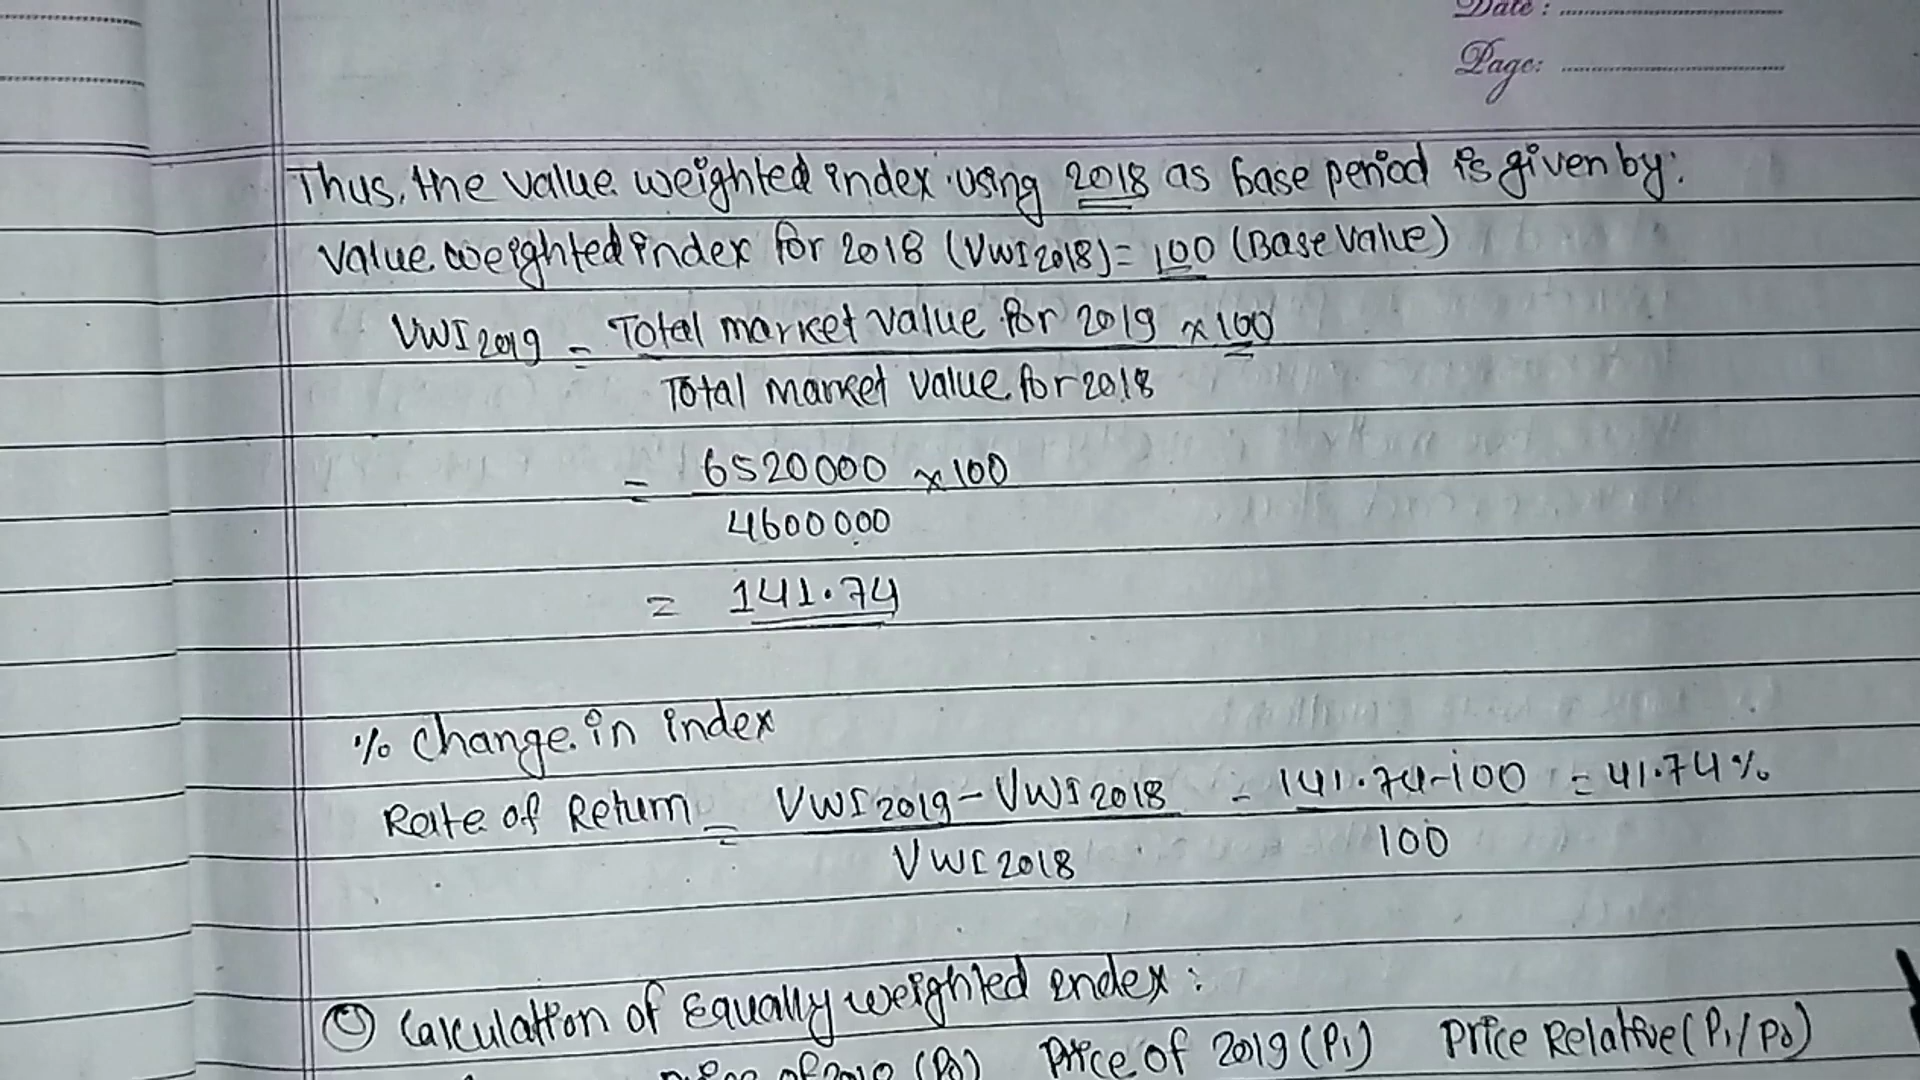 Date :
Page:
Thus, the value weighted index using 2018 as base period is given by:
Value weighted index for 2018 (VWI2018) = 100 (Base Value)
VWI2019 = Total market value for 2019 × 100
Total market value for 2018
= 6520000 × 100
4600000
= 141.74
% Change in index
Rate of Return = VWI2019 - VWI2018 = 141.74-100 = 41.74%
VWI2018 100
Calculation of Equally weighted index :
(P0) Price of 2019 (P1) Price Relative (P1/P0)